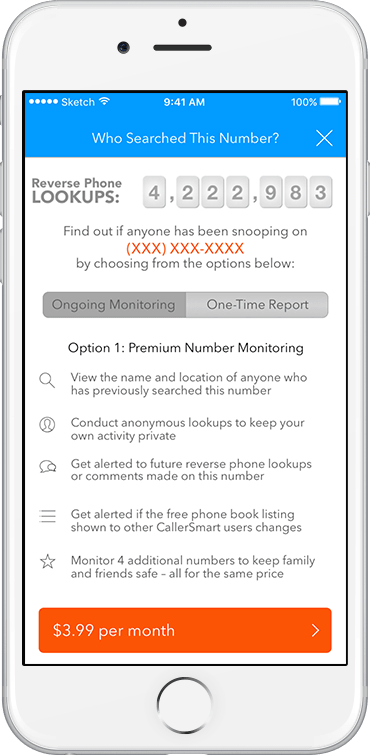 Sketch 9:41 AM 100%
Who Searched This Number?
Reverse Phone
LOOKUPS: 4,222,983
Find out if anyone has been snooping on
(XXX) XXX-XXXX
by choosing from the options below:
Ongoing Monitoring One-Time Report
Option 1: Premium Number Monitoring
View the name and location of anyone who
has previously searched this number
Conduct anonymous lookups to keep your
own activity private
Get alerted to future reverse phone lookups
or comments made on this number
Get alerted if the free phone book listing
shown to other CallerSmart users changes
Monitor 4 additional numbers to keep family
and friends safe – all for the same price
$3.99 per month